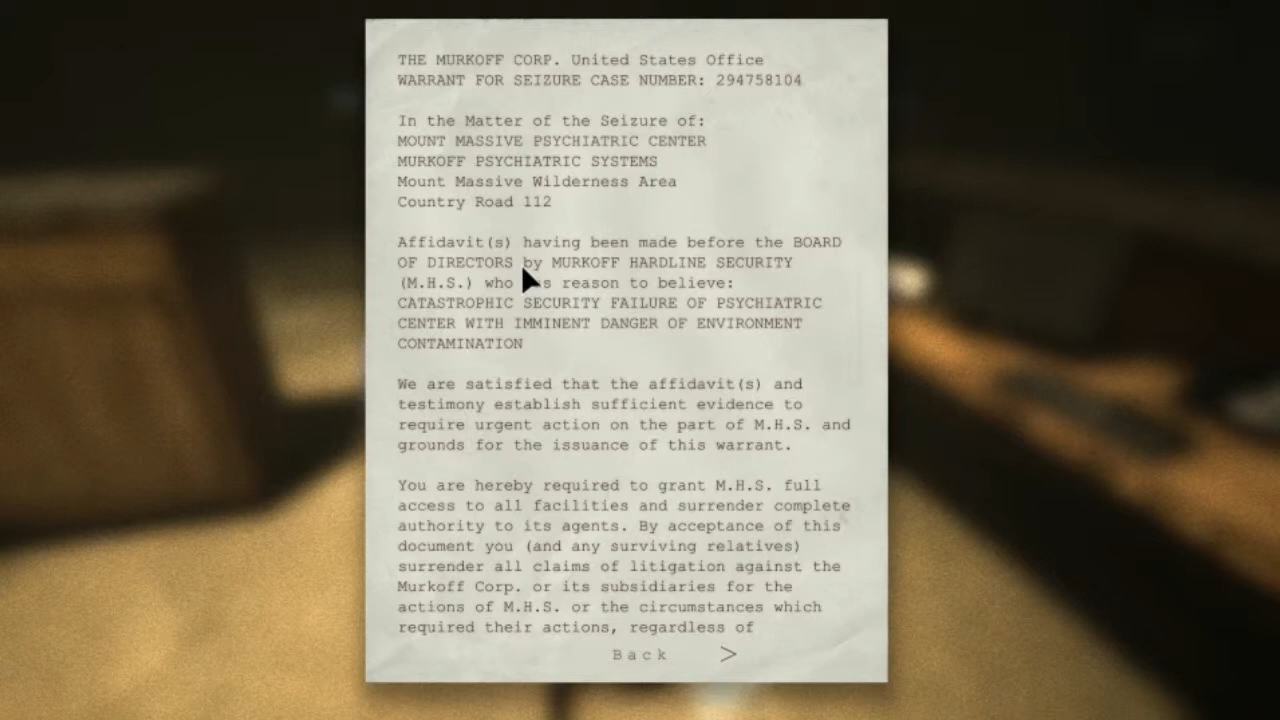 THE MURKOFF CORP. United States Office
WARRANT FOR SEIZURE CASE NUMBER: 294758104
In the Matter of the Seizure of:
MOUNT MASSIVE PSYCHIATRIC CENTER
MURKOFF PSYCHIATRIC SYSTEMS
Mount Massive Wilderness Area
Country Road 112
Affidavit(s) having been made before the BOARD
OF DIRECTORS by MURKOFF HARDLINE SECURITY
(M.H.S.) who reason to believe:
CATASTROPHIC SECURITY FAILURE OF PSYCHIATRIC
CENTER WITH IMMINENT DANGER OF ENVIRONMENT
CONTAMINATION
We are satisfied that the affidavit(s) and
testimony establish sufficient evidence to
require urgent action on the part of M.H.S. and
grounds for the issuance of this warrant.
You are hereby required to grant M.H.S. full
access to all facilities and surrender complete
authority to its agents. By acceptance of this
document you (and any surviving relatives)
surrender all claims of litigation against the
Murkoff Corp. or its subsidiaries for the
actions of M.H.S. or the circumstances which
required their actions, regardless of
Back >